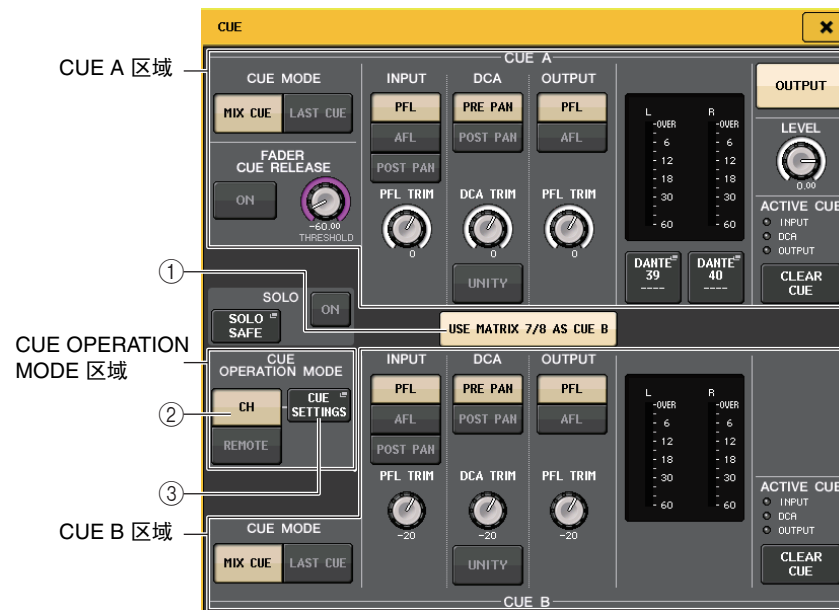 CUE
CUE A
CUE A 区域
CUE MODE
MIX CUE
LAST CUE
FADER
CUE RELEASE
ON
-60.00
THRESHOLD
INPUT
PFL
AFL
POST PAN
PFL TRIM
0
DCA
PRE PAN
POST PAN
DCA TRIM
0
UNITY
OUTPUT
PFL
AFL
PFL TRIM
0
L
R
OVER
OVER
6
6
12
12
18
18
30
30
60
60
DANTE
39
----
DANTE
40
----
OUTPUT
LEVEL
0.00
ACTIVE CUE
INPUT
DCA
OUTPUT
CLEAR
CUE
①
SOLO
SOLO
SAFE
ON
USE MATRIX 7/8 AS CUE B
CUE OPERATION
MODE 区域
CUE
OPERATION MODE
②
CH
CUE
SETTINGS
REMOTE
③
CUE B 区域
CUE MODE
MIX CUE
LAST CUE
INPUT
PFL
AFL
POST PAN
PFL TRIM
-20
DCA
PRE PAN
POST PAN
DCA TRIM
-20
UNITY
OUTPUT
PFL
AFL
PFL TRIM
-20
L
R
OVER
OVER
6
6
12
12
18
18
30
30
60
60
ACTIVE CUE
INPUT
DCA
OUTPUT
CLEAR
CUE
CUE B